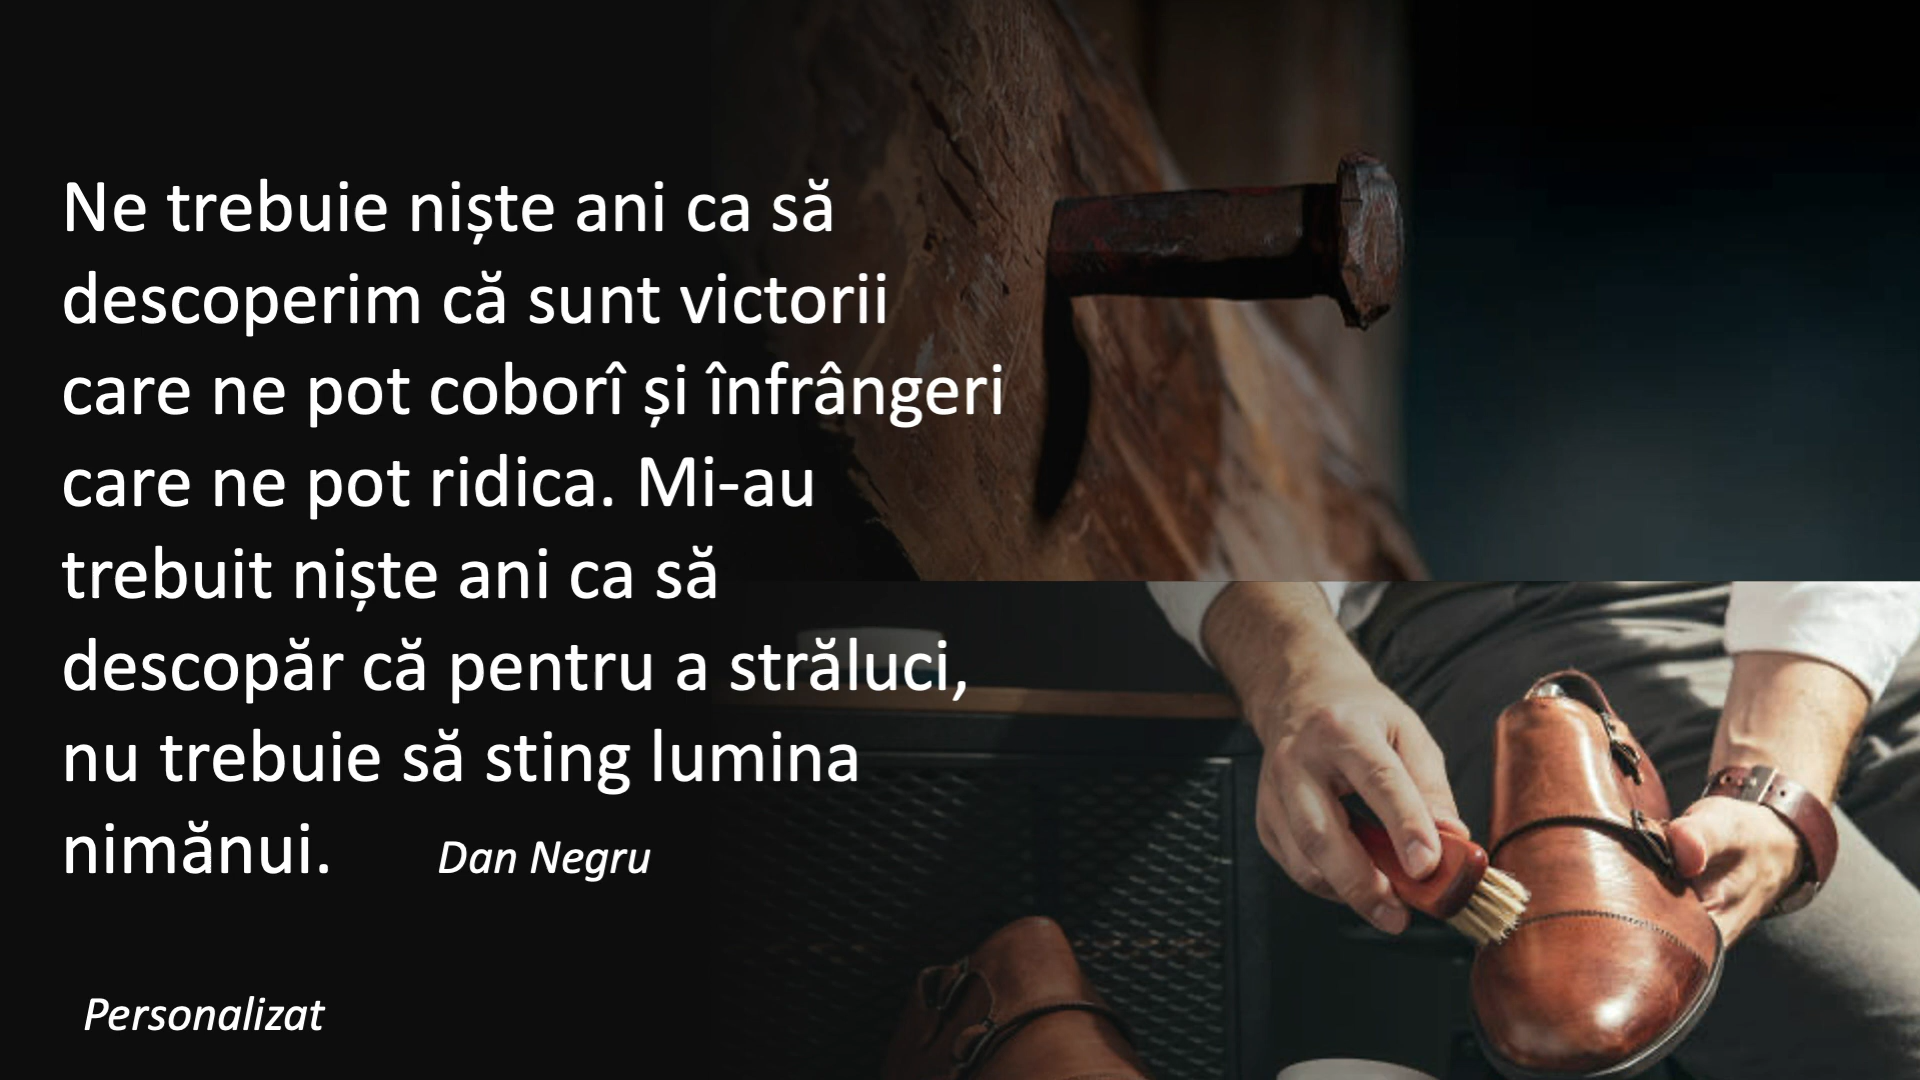 Ne trebuie niște ani ca să
descoperim că sunt victorii
care ne pot coborî și înfrângeri
care ne pot ridica. Mi-au
trebuit niște ani ca să
descopăr că pentru a străluci,
nu trebuie să sting lumina
nimănui. Dan Negru
Personalizat